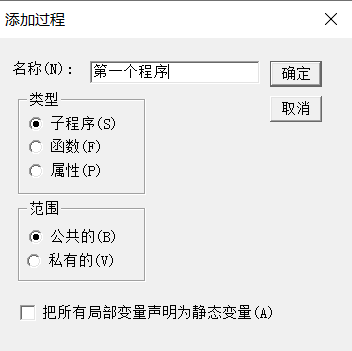 添加过程
名称(N)： 第一个程序 确定
取消
类型
子程序(S)
函数(F)
属性(P)
范围
公共的(B)
私有的(V)
把所有局部变量声明为静态变量(A)